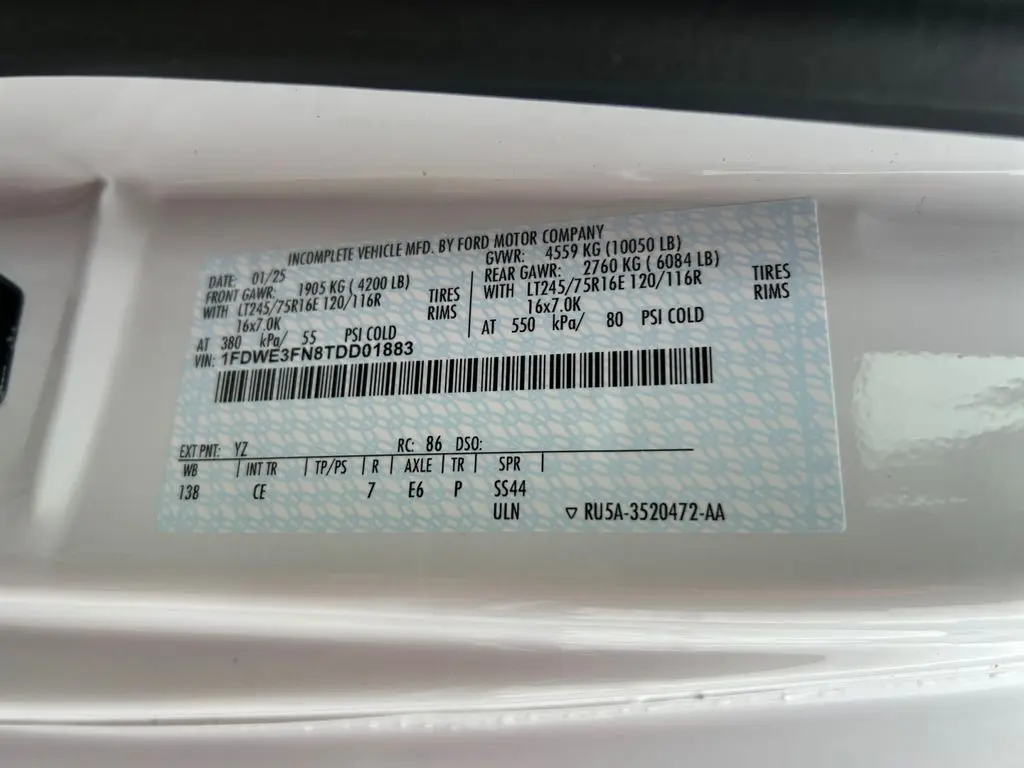 INCOMPLETE VEHICLE MFD. BY FORD MOTOR COMPANY
DATE: 01/25
FRONT GAWR: 1905 KG ( 4200 LB)
WITH LT245/75R16E 120/116R TIRES
16x7.0K RIMS
AT 380 kPa/ 55 PSI COLD
GVWR: 4559 KG (10050 LB)
REAR GAWR: 2760 KG ( 6084 LB)
WITH LT245/75R16E 120/116R TIRES
16x7.0K RIMS
AT 550 kPa/ 80 PSI COLD
VIN: 1FDWE3FN8TDD01883
EXT PNT: YZ RC: 86 DSO:
WB | INT TR | TP/PS | R | AXLE | TR | SPR |
138 CE 7 E6 P SS44
ULN ▽ RU5A-3520472-AA